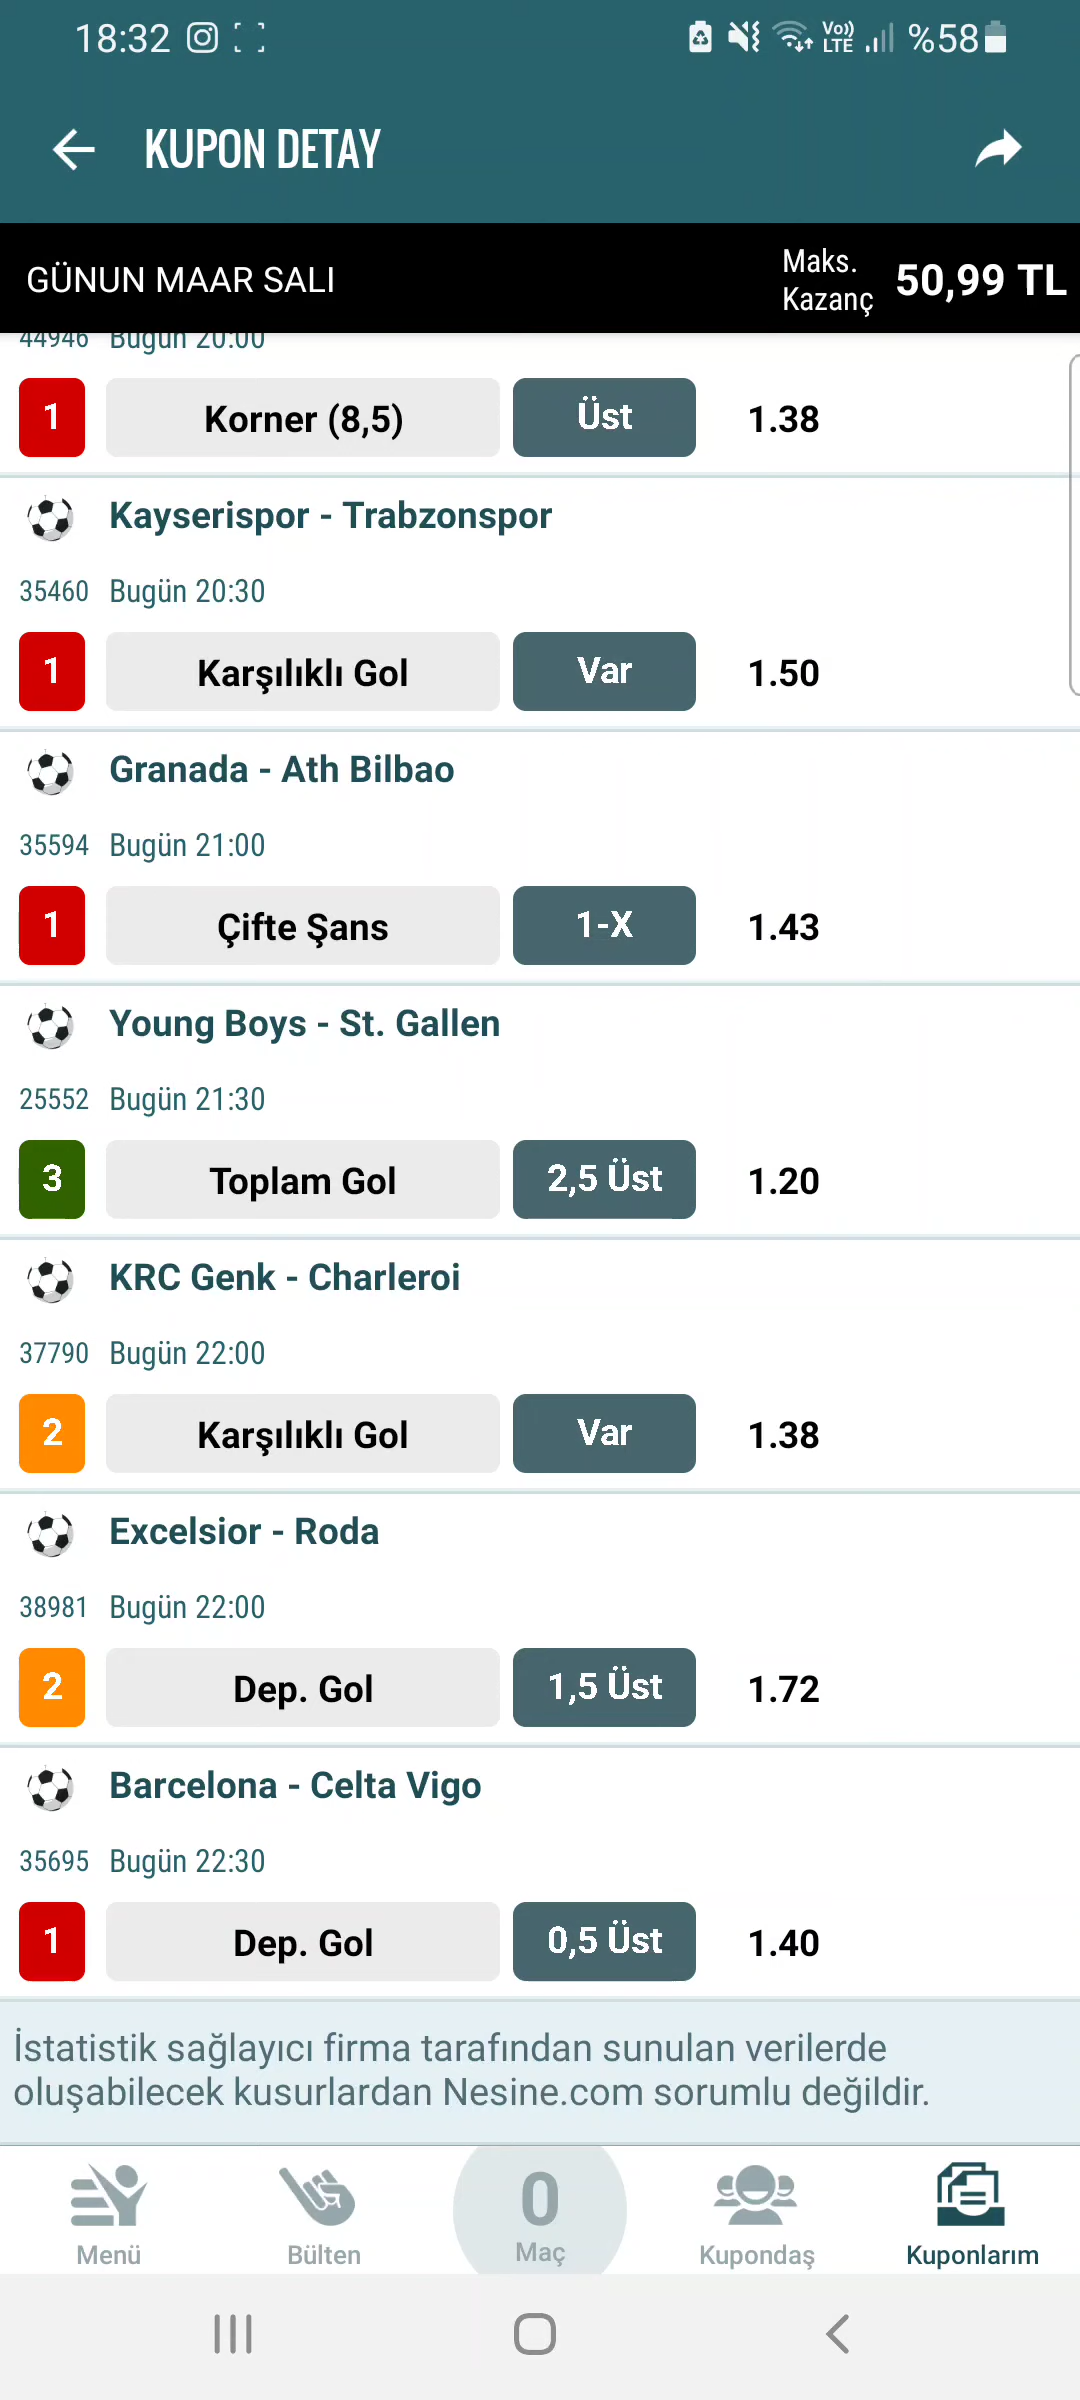 18:32
Vo)) LTE %58
KUPON DETAY
GÜNUN MAAR SALI
Maks. Kazanç 50,99 TL
44946 Bugün 20:00
1 Korner (8,5) Üst 1.38
Kayserispor - Trabzonspor
35460 Bugün 20:30
1 Karşılıklı Gol Var 1.50
Granada - Ath Bilbao
35594 Bugün 21:00
1 Çifte Şans 1-X 1.43
Young Boys - St. Gallen
25552 Bugün 21:30
3 Toplam Gol 2,5 Üst 1.20
KRC Genk - Charleroi
37790 Bugün 22:00
2 Karşılıklı Gol Var 1.38
Excelsior - Roda
38981 Bugün 22:00
2 Dep. Gol 1,5 Üst 1.72
Barcelona - Celta Vigo
35695 Bugün 22:30
1 Dep. Gol 0,5 Üst 1.40
İstatistik sağlayıcı firma tarafından sunulan verilerde
oluşabilecek kusurlardan Nesine.com sorumlu değildir.
0
Menü Bülten Maç Kupondaş Kuponlarım